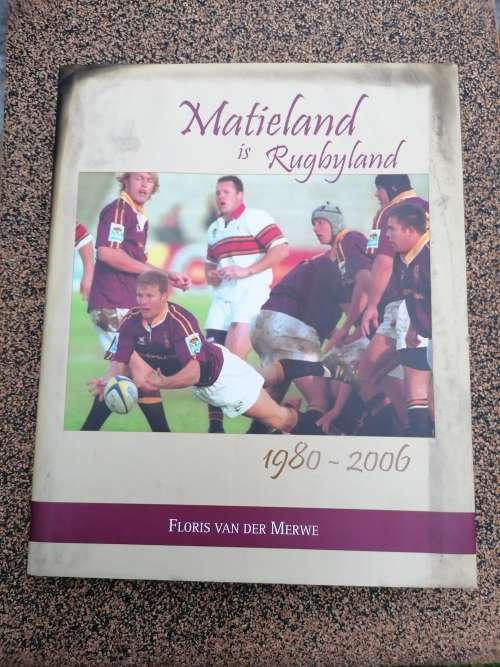 Matieland
is Rugbyland
1980 - 2006
FLORIS VAN DER MERWE